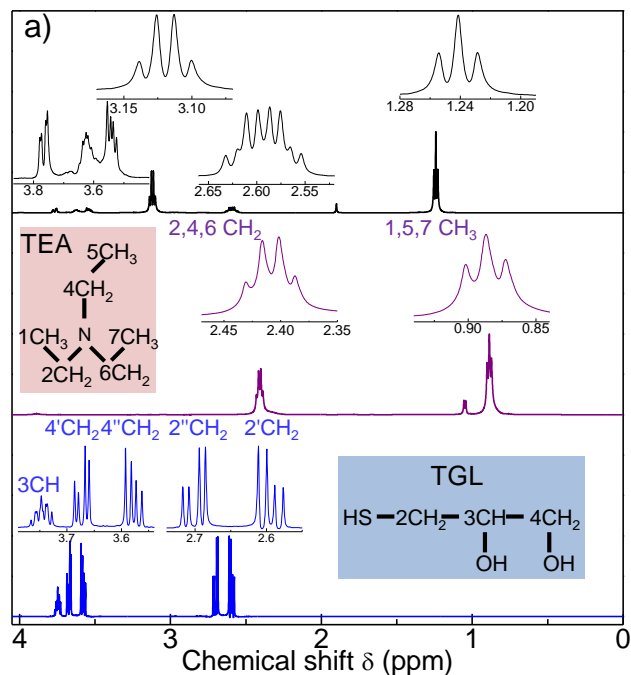 a)
3.15 3.10
1.28 1.24 1.20
3.8 3.6
2.65 2.60 2.55
2,4,6 CH₂ 1,5,7 CH₃
TEA
5CH₃
4CH₂
N
1CH₃ 7CH₃
2CH₂ 6CH₂
2.45 2.40 2.35
0.90 0.85
4'CH₂ 4''CH₂ 2''CH₂ 2'CH₂
3CH
3.7 3.6
2.7 2.6
TGL
HS 2CH₂ 3CH 4CH₂
OH OH
4 3 2 1 0
Chemical shift δ (ppm)